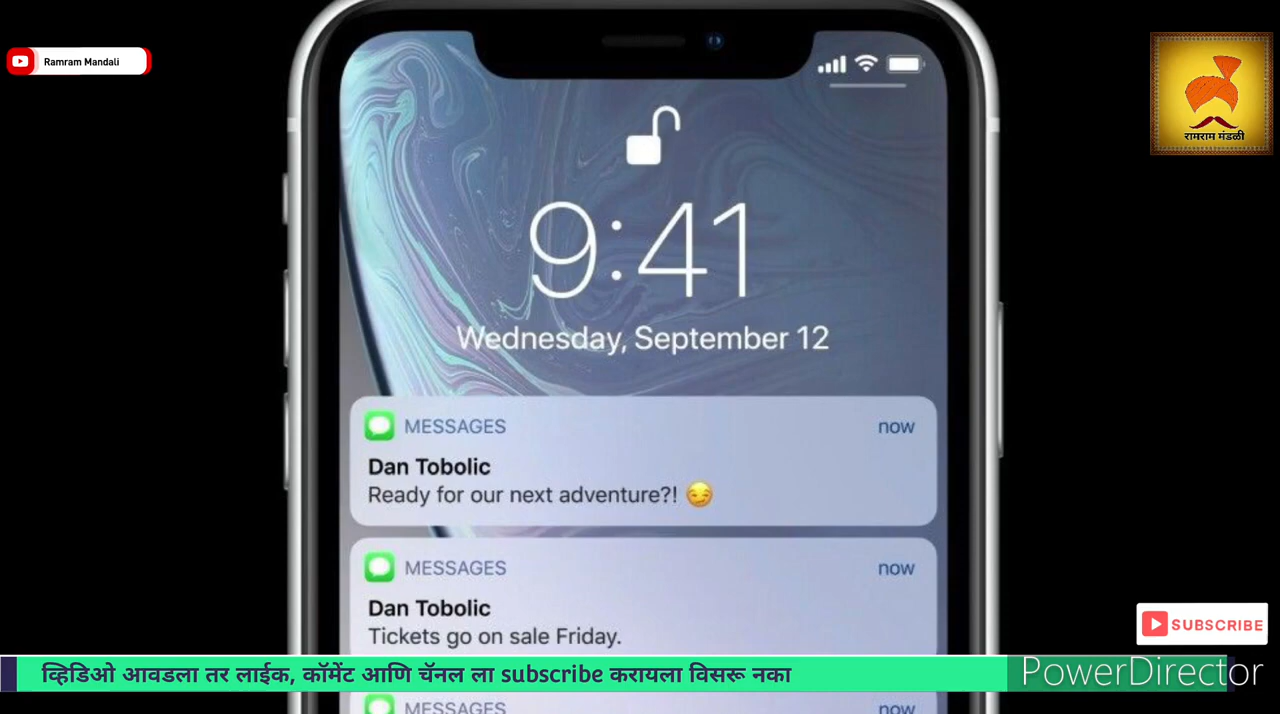 Ramram Mandali
रामराम मंडळी
9:41
Wednesday, September 12
MESSAGES now
Dan Tobolic
Ready for our next adventure?! 😏
MESSAGES now
Dan Tobolic
Tickets go on sale Friday.
SUBSCRIBE
व्हिडिओ आवडला तर लाईक, कॉमेंट आणि चॅनल ला subscribe करायला विसरू नका
PowerDirector
MESSAGES now